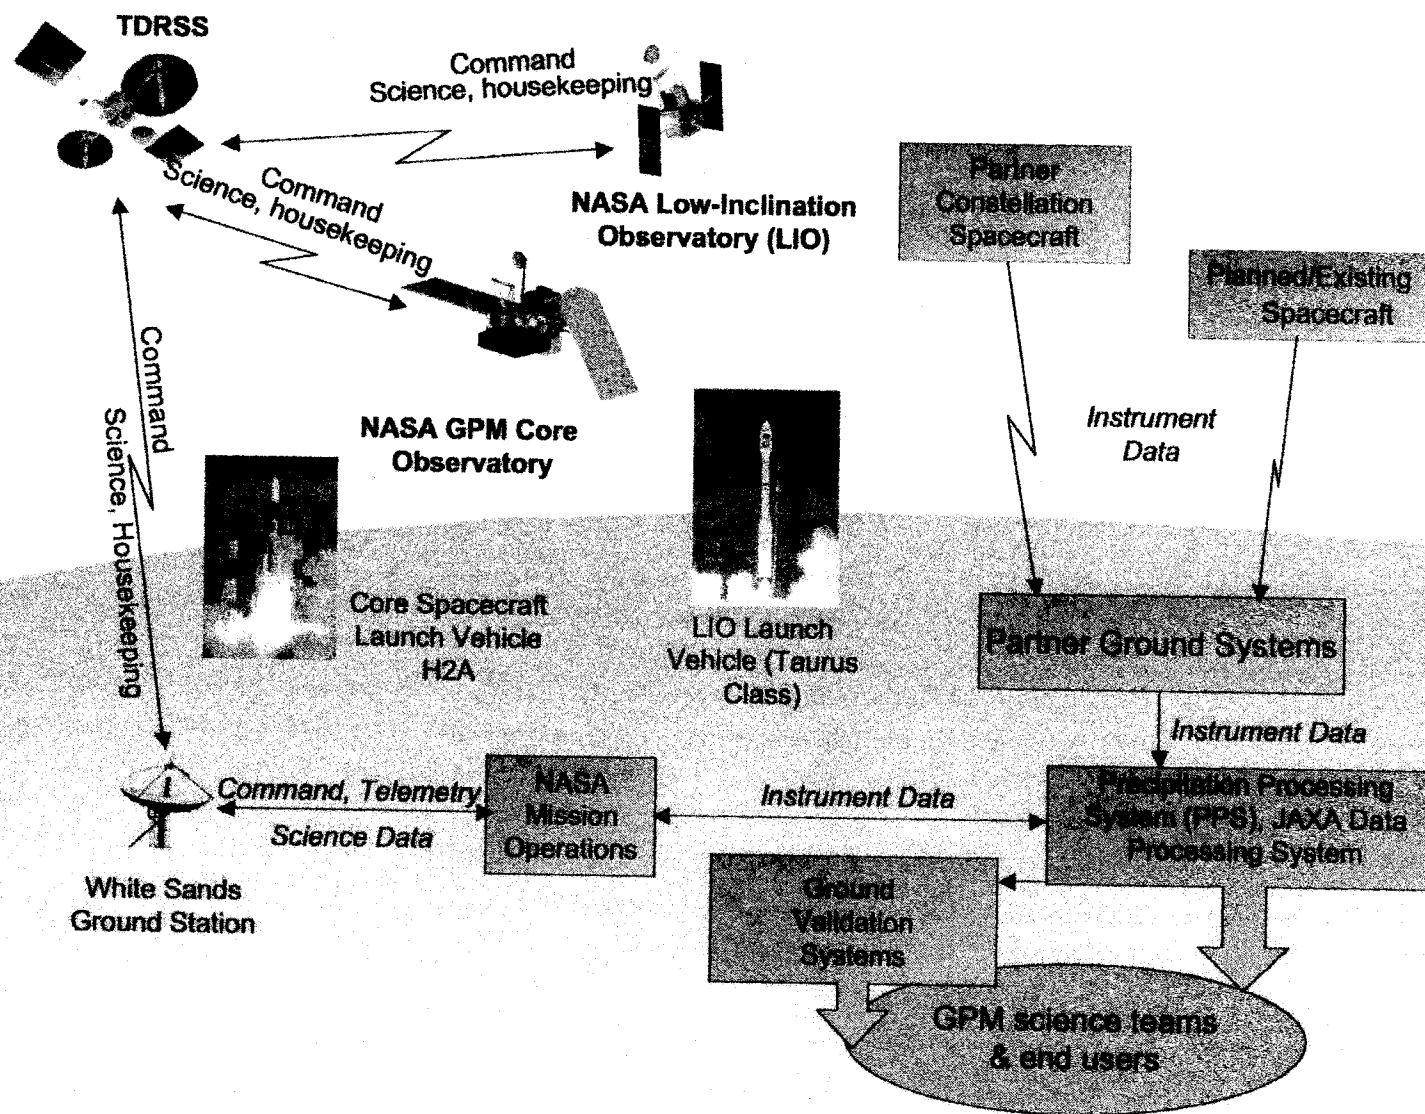 TDRSS
Command
Science, housekeeping
Command
Science, housekeeping
NASA Low-Inclination
Observatory (LIO)
Partner
Constellation
Spacecraft
Planned/Existing
Spacecraft
Command
Science, Housekeeping
NASA GPM Core
Observatory
Instrument
Data
Core Spacecraft
Launch Vehicle
H2A
LIO Launch
Vehicle (Taurus
Class)
Partner Ground Systems
Instrument Data
Command, Telemetry
Science Data
NASA
Mission
Operations
Instrument Data
Precipitation Processing
System (PPS), JAXA Data
Processing System
White Sands
Ground Station
Ground
Validation
Systems
GPM science teams
& end users